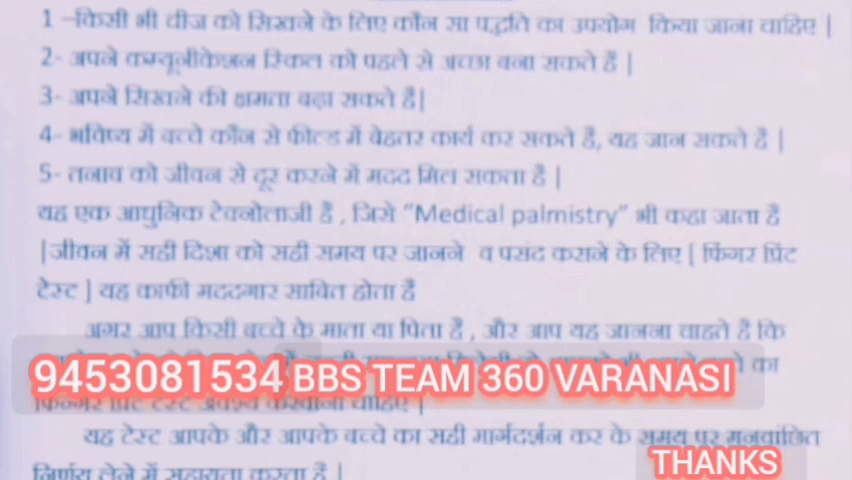 1 –किसी भी चीज को सिखने के लिए कौन सा पद्धति का उपयोग किया जाना चाहिए |
2- अपने कम्यूनीकेशन स्किल को पहले से अच्छा बना सकते हैं |
3- अपने सिखने की क्षमता बढ़ा सकते है|
4- भविष्य में बच्चे कौन से फील्ड में बेहतर कार्य कर सकते हैं, यह जान सकते है |
5- तनाव को जीवन से दूर करने में मदद मिल सकता है |
यह एक आधुनिक टेक्नोलाजी है , जिसे “Medical palmistry” भी कहा जाता है
|जीवन में सही दिशा को सही समय पर जानने व पसंद कराने के लिए [ फिंगर प्रिंट
टेस्ट ] यह काफी मददगार साबित होता है
अगर आप किसी बच्चे के माता या पिता है , और आप यह जानना चाहते है कि
का
9453081534 BBS TEAM 360 VARANASI
फिन्गर प्रिंट टेस्ट अवश्य करवाना चाहिए |
यह टेस्ट आपके और आपके बच्चे का सही मार्गदर्शन कर के समय पर मनवांछित
निर्णय लेने में सहायता करता है |
THANKS